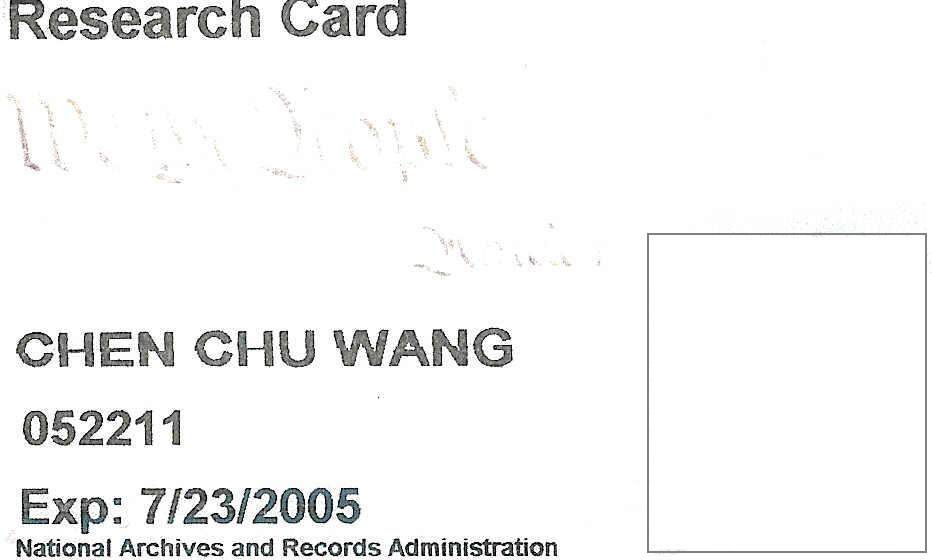 Research Card
CHEN CHU WANG
052211
Exp: 7/23/2005
National Archives and Records Administration